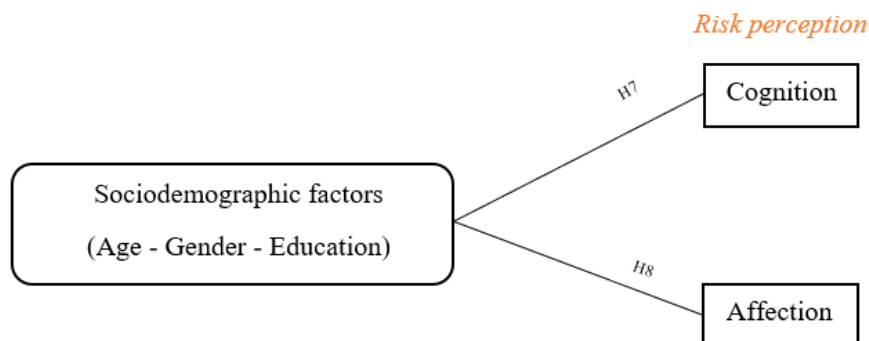 Risk perception
H7
Cognition
Sociodemographic factors
(Age - Gender - Education)
H8
Affection